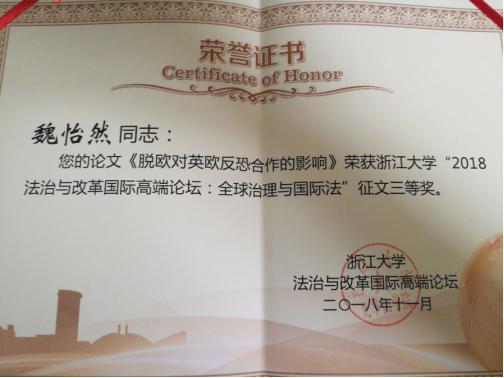 荣誉证书
Certificate of Honor
魏怡然 同志：
您的论文《脱欧对英欧反恐合作的影响》荣获浙江大学“2018
法治与改革国际高端论坛：全球治理与国际法”征文三等奖。
浙江大学
法治与改革国际高端论坛
二〇一八年十一月